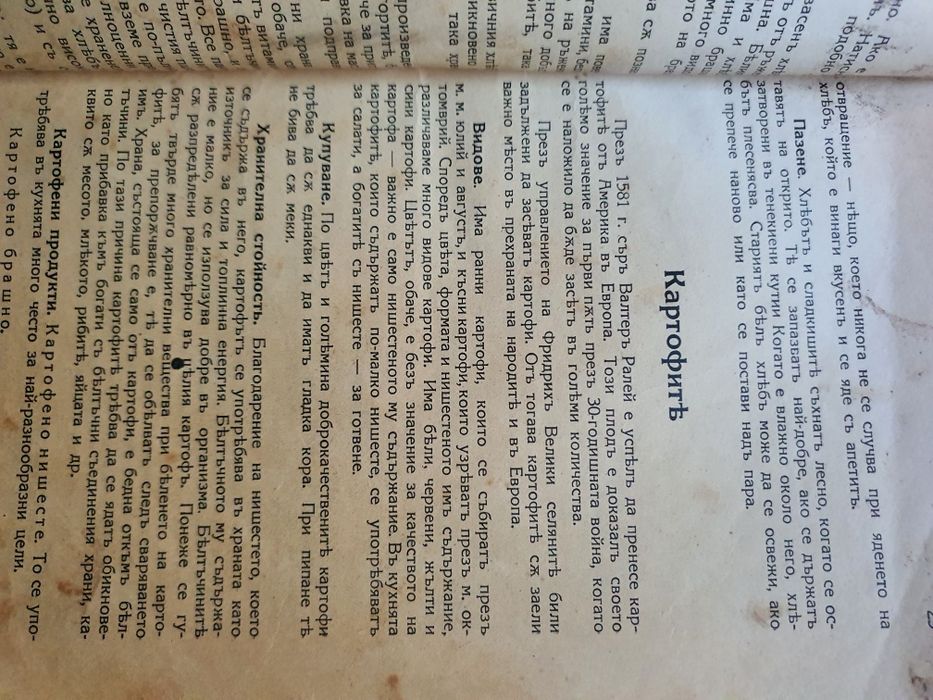 отвращение — нѣщо, което никога не се случва при яденето на
хлѣбъ, който е винаги вкусенъ и се яде съ апетитъ.
Пазене. Хлѣбътъ и сладкишитѣ съхнатъ лесно, когато се ос-
тавятъ на открито. Тѣ се запазватъ най-добре, ако се държатъ
затворени въ тенекиени кутии Когато е влажно около него, хлѣ-
бътъ плесенясва. Стариятъ бѣлъ хлѣбъ може да се освежи, ако
се препече наново или като се постави надъ пара.
Картофитѣ
Презъ 1581 г. съръ Валтеръ Ралей е успѣлъ да пренесе кар-
тофитѣ отъ Америка въ Европа. Този плодъ е доказалъ своето
голѣмо значение за първи пѫть презъ 30-годишната война, когато
се е наложило да бѫде засѣтъ въ голѣми количества.
Презъ управлението на Фридрихъ Велики селянитѣ били
задължени да засѣватъ картофи. Отъ тогава картофитѣ сѫ заели
важно мѣсто въ прехраната на народитѣ и въ Европа.
Видове. Има ранни картофи, които се събиратъ презъ
м. м. юлий и августъ, и късни картофи, които узрѣватъ презъ м. ок-
томврий. Споредъ цвѣта, формата и нишестеното имъ съдържание,
различаваме много видове картофи. Има бѣли, червени, жълти и
сини картофи. Цвѣтътъ, обаче, е безъ значение за качеството на
картофа — важно е само нишестеното му съдържание. Въ кухнята
картофитѣ, които съдържатъ по-малко нишесте, се употрѣбяватъ
за салати, а богатитѣ съ нишесте — за готвене.
Купуване. По цвѣтъ и голѣмина доброкачественитѣ картофи
трѣбва да сѫ еднакви и да иматъ гладка кора. При пипане тѣ
не бива да сѫ меки.
Хранителна стойность. Благодарение на нишестето, което
се съдържа въ него, картофътъ се употрѣбява въ храната като
източникъ за сила и топлинна енергия. Бѣлтъчното му съдържа-
ние е малко, но се използува добре въ организма. Бѣлтъчинитѣ
сѫ разпредѣлени равномѣрно въ цѣлия картофъ. Понеже се гу-
бятъ твърде много хранителни вещества при бѣленето на карто-
фитѣ, за препорѫчване е, тѣ да се обѣлватъ следъ сваряването
имъ. Храна, състояща се само отъ картофи, е бедна откъмъ бѣл-
тъчини. По тази причина картофитѣ трѣбва да се ядатъ обикнове-
но като прибавка къмъ богати съ бѣлтъчни съединения храни, ка-
квито сѫ месото, млѣкото, рибитѣ, яйцата и др.
Картофени продукти. Картофено нишесте. То се упо-
трѣбява въ кухната много често за най-разнообразни цели.
Картофено брашно.